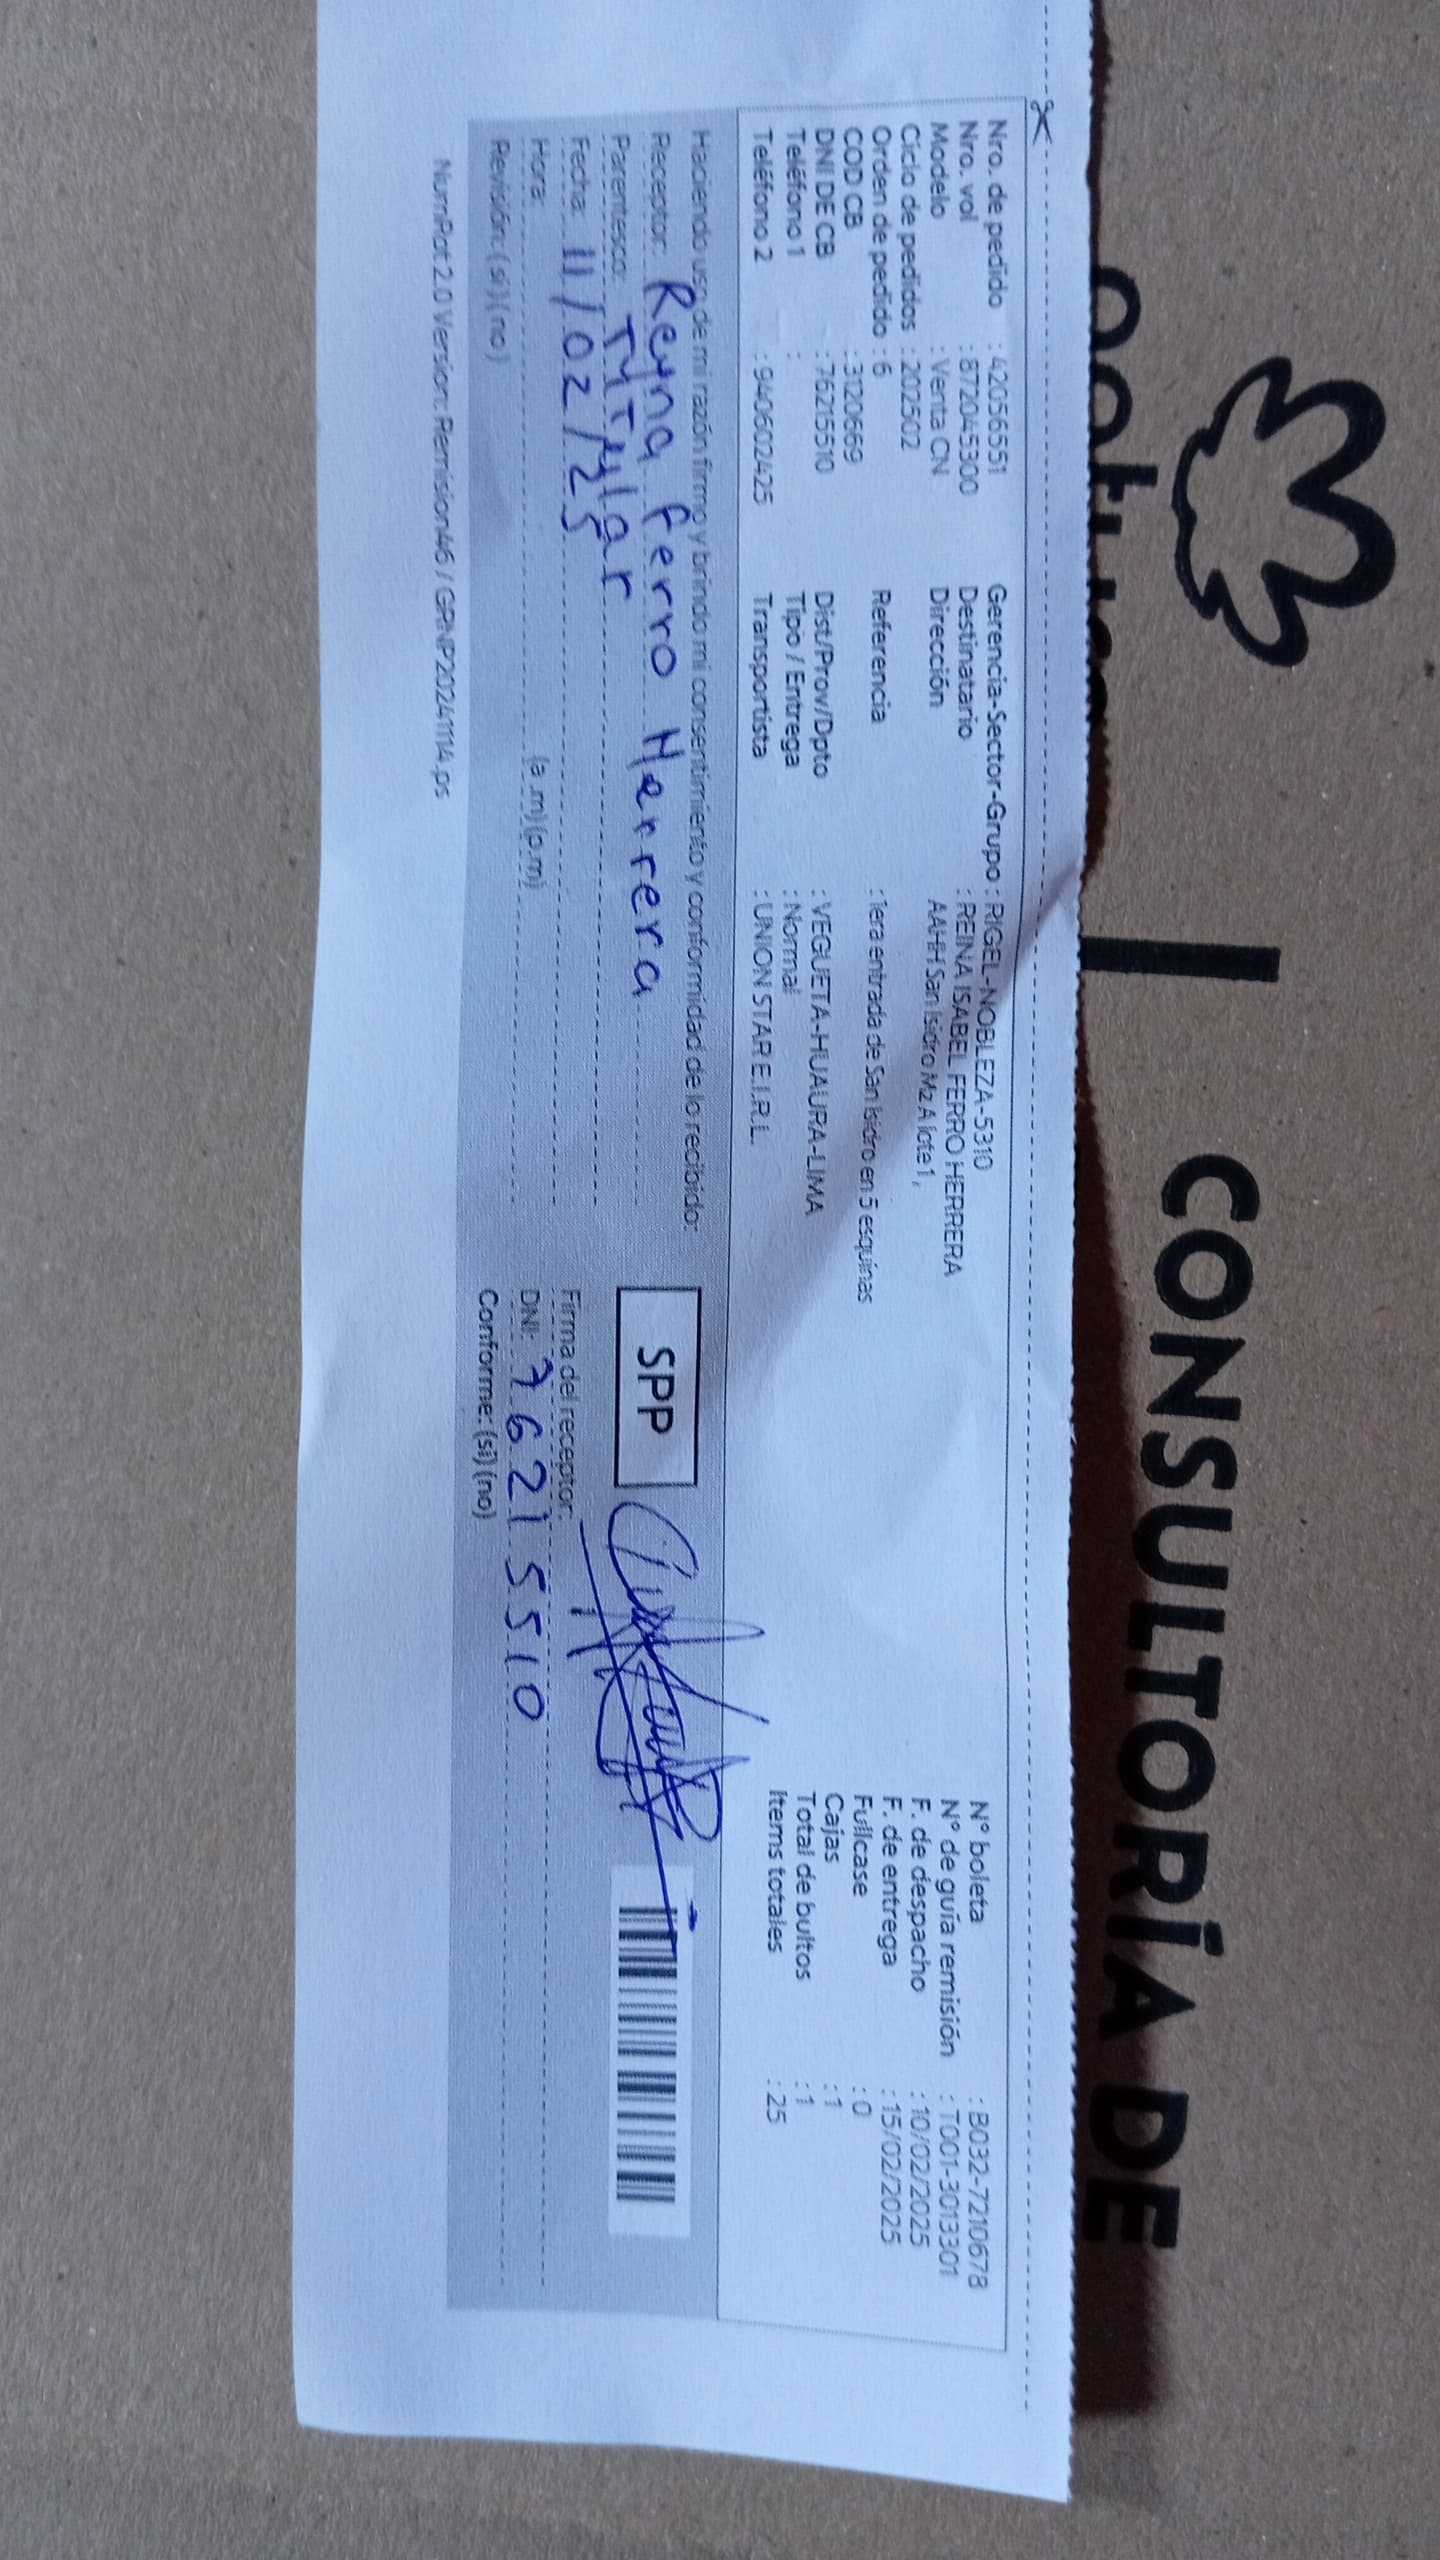 natura
CONSULTORÍA DE
Nro. de pedido : 42056551
Nro. vol : 872045300
Modelo : Venta CN
Ciclo de pedidos : 202502
Orden de pedido : 6
COD CB : 3120669
DNI DE CB : 76215510
Teléfono 1 :
Teléfono 2 : 940602425
Gerencia-Sector-Grupo : RIGEL-NOBLEZA-5310
Destinatario : REINA ISABEL FERRO HERRERA
Dirección AAHH San Isidro Mz A lote 1 ,
Referencia : 1era entrada de San Isidro en 5 esquinas
Dist/Prov/Dpto : VEGUETA-HUAURA-LIMA
Tipo / Entrega : Normal
Transportista : UNION STAR E.I.R.L.
N° boleta : B032-7210678
N° de guía remisión : T001-3013301
F. de despacho : 10/02/2025
F. de entrega : 15/02/2025
Fullcase : 0
Cajas : 1
Total de bultos : 1
Items totales : 25
Haciendo uso de mi razón firmo y brindo mi consentimiento y conformidad de lo recibido:
Receptor: Reyna ferro Herrera
Parentesco: TyTylar
Fecha: 11/02/25
Hora: (a.m) (p.m)
Revisión: ( si ) ( no )
SPP
Firma del receptor:
DNI: 76215510
Conforme: (si) (no)
NumPat 2.0 Version: Remision46 / GRNP20241114.ps